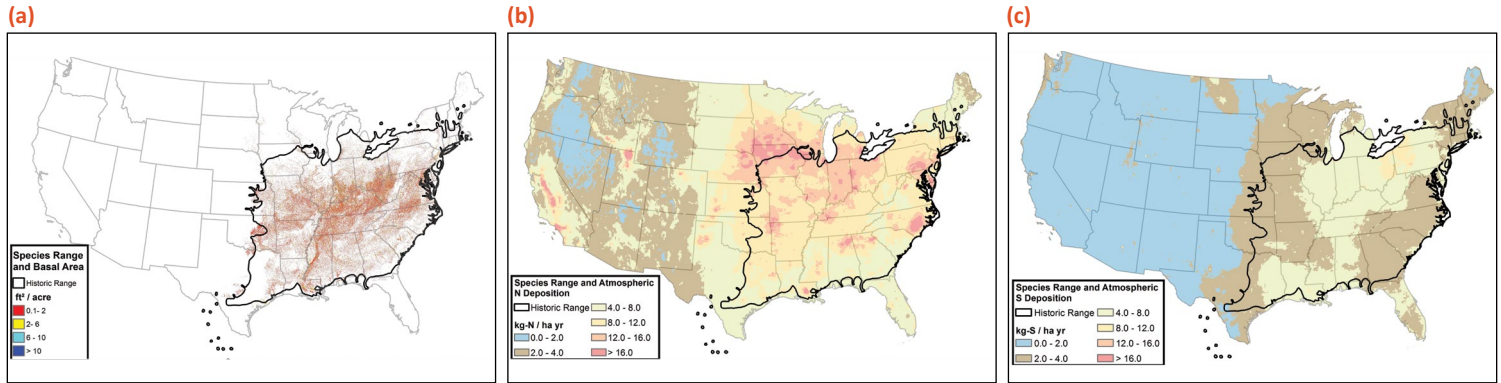 (a)
(b)
(c)
Species Range
and Basal Area
Historic Range
ft² / acre
0.1- 2
2- 6
6 - 10
> 10
Species Range and Atmospheric
N Deposition
Historic Range
kg-N / ha yr
0.0 - 2.0
2.0 - 4.0
4.0 - 8.0
8.0 - 12.0
12.0 - 16.0
> 16.0
Species Range and Atmospheric
S Deposition
Historic Range
kg-S / ha yr
0.0 - 2.0
2.0 - 4.0
4.0 - 8.0
8.0 - 12.0
12.0 - 16.0
> 16.0